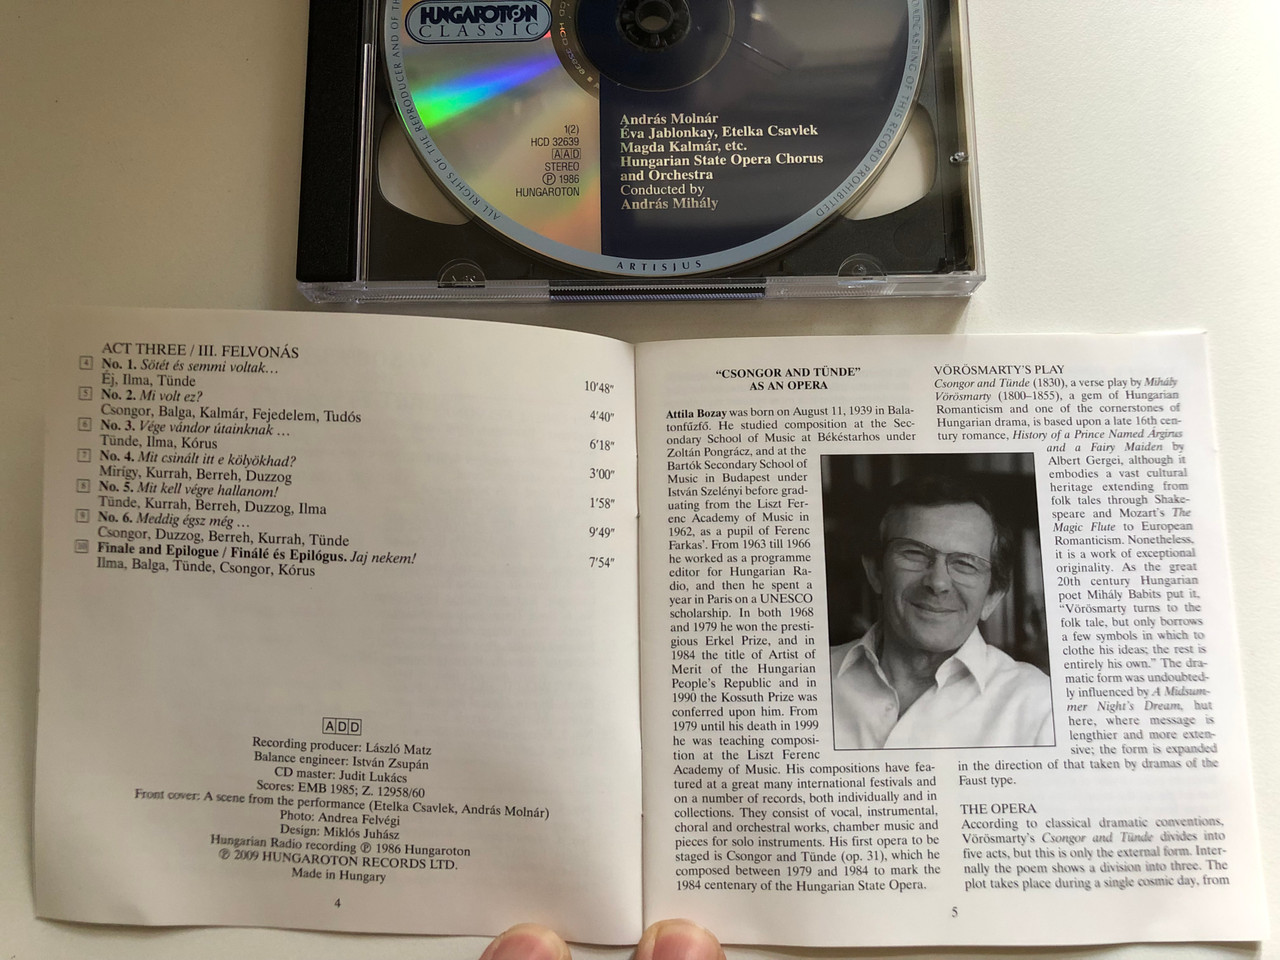 HUNGAROTON
CLASSIC
ALL RIGHTS OF THE REPRODUCER AND OF TH
CASTING OF THIS RECORD PROHIBITED
ARTISJUS
1(2)
HCD 32639
AAD
STEREO
Ⓟ 1986
HUNGAROTON
András Molnár
Éva Jablonkay, Etelka Csavlek
Magda Kalmár, etc.
Hungarian State Opera Chorus
and Orchestra
Conducted by
András Mihály
ACT THREE / III. FELVONÁS
4 No. 1. Sötét és semmi voltak…
Éj, Ilma, Tünde 10’48”
5 No. 2. Mi volt ez?
Csongor, Balga, Kalmár, Fejedelem, Tudós 4’40”
6 No. 3. Vége vándor útainknak …
Tünde, Ilma, Kórus 6’18”
7 No. 4. Mit csinált itt e kölyökhad?
Mirígy, Kurrah, Berreh, Duzzog 3’00”
8 No. 5. Mit kell végre hallanom!
Tünde, Kurrah, Berreh, Duzzog, Ilma 1’58”
9 No. 6. Meddig égsz még …
Csongor, Duzzog, Berreh, Kurrah, Tünde 9’49”
10 Finale and Epilogue / Finálé és Epilógus. Jaj nekem!
Ilma, Balga, Tünde, Csongor, Kórus 7’54”
ADD
Recording producer: László Matz
Balance engineer: István Zsupán
CD master: Judit Lukács
Scores: EMB 1985; Z. 12958/60
Front cover: A scene from the performance (Etelka Csavlek, András Molnár)
Photo: Andrea Felvégi
Design: Miklós Juhász
Hungarian Radio recording Ⓟ 1986 Hungaroton
Ⓟ 2009 HUNGAROTON RECORDS LTD.
Made in Hungary
4
“CSONGOR AND TÜNDE”
AS AN OPERA
Attila Bozay was born on August 11, 1939 in Bala-
tonfűzfő. He studied composition at the Sec-
ondary School of Music at Békéstarhos under
Zoltán Pongrácz, and at the
Bartók Secondary School of
Music in Budapest under
István Szelényi before grad-
uating from the Liszt Fer-
enc Academy of Music in
1962, as a pupil of Ferenc
Farkas’. From 1963 till 1966
he worked as a programme
editor for Hungarian Ra-
dio, and then he spent a
year in Paris on a UNESCO
scholarship. In both 1968
and 1979 he won the presti-
gious Erkel Prize, and in
1984 the title of Artist of
Merit of the Hungarian
People’s Republic and in
1990 the Kossuth Prize was
conferred upon him. From
1979 until his death in 1999
he was teaching composi-
tion at the Liszt Ferenc
Academy of Music. His compositions have fea-
tured at a great many international festivals and
on a number of records, both individually and in
collections. They consist of vocal, instrumental,
choral and orchestral works, chamber music and
pieces for solo instruments. His first opera to be
staged is Csongor and Tünde (op. 31), which he
composed between 1979 and 1984 to mark the
1984 centenary of the Hungarian State Opera.
VÖRÖSMARTY’S PLAY
Csongor and Tünde (1830), a verse play by Mihály
Vörösmarty (1800–1855), a gem of Hungarian
Romanticism and one of the cornerstones of
Hungarian drama, is based upon a late 16th cen-
tury romance, History of a Prince Named Árgirus
and a Fairy Maiden by
Albert Gergei, although it
embodies a vast cultural
heritage extending from
folk tales through Shake-
speare and Mozart’s The
Magic Flute to European
Romanticism. Nonetheless,
it is a work of exceptional
originality. As the great
20th century Hungarian
poet Mihály Babits put it,
“Vörösmarty turns to the
folk tale, but only borrows
a few symbols in which to
clothe his ideas; the rest is
entirely his own.” The dra-
matic form was undoubted-
ly influenced by A Midsum-
mer Night’s Dream, but
here, where message is
lengthier and more exten-
sive; the form is expanded
in the direction of that taken by dramas of the
Faust type.
THE OPERA
According to classical dramatic conventions,
Vörösmarty’s Csongor and Tünde divides into
five acts, but this is only the external form. Inter-
nally the poem shows a division into three. The
plot takes place during a single cosmic day, from
5